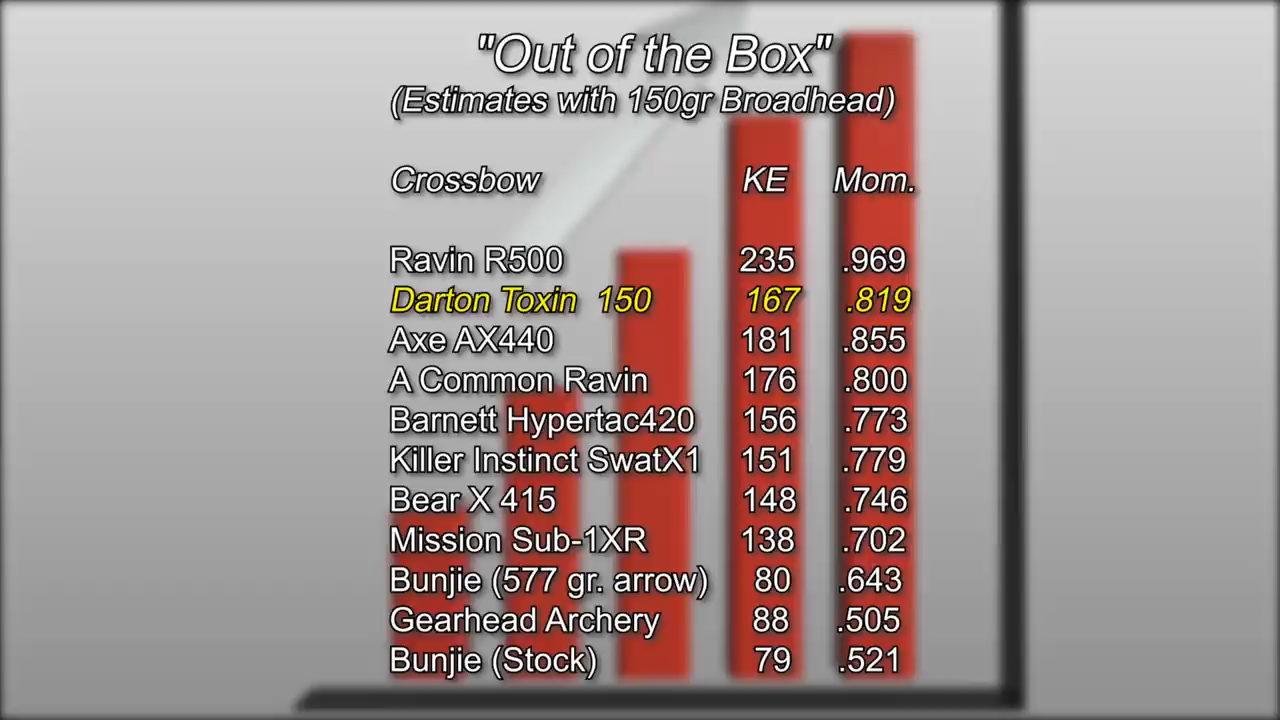 "Out of the Box"
(Estimates with 150gr Broadhead)
Crossbow KE Mom.
Ravin R500 235 .969
Darton Toxin 150 167 .819
Axe AX440 181 .855
A Common Ravin 176 .800
Barnett Hypertac420 156 .773
Killer Instinct SwatX1 151 .779
Bear X 415 148 .746
Mission Sub-1XR 138 .702
Bunjie (577 gr. arrow) 80 .643
Gearhead Archery 88 .505
Bunjie (Stock) 79 .521